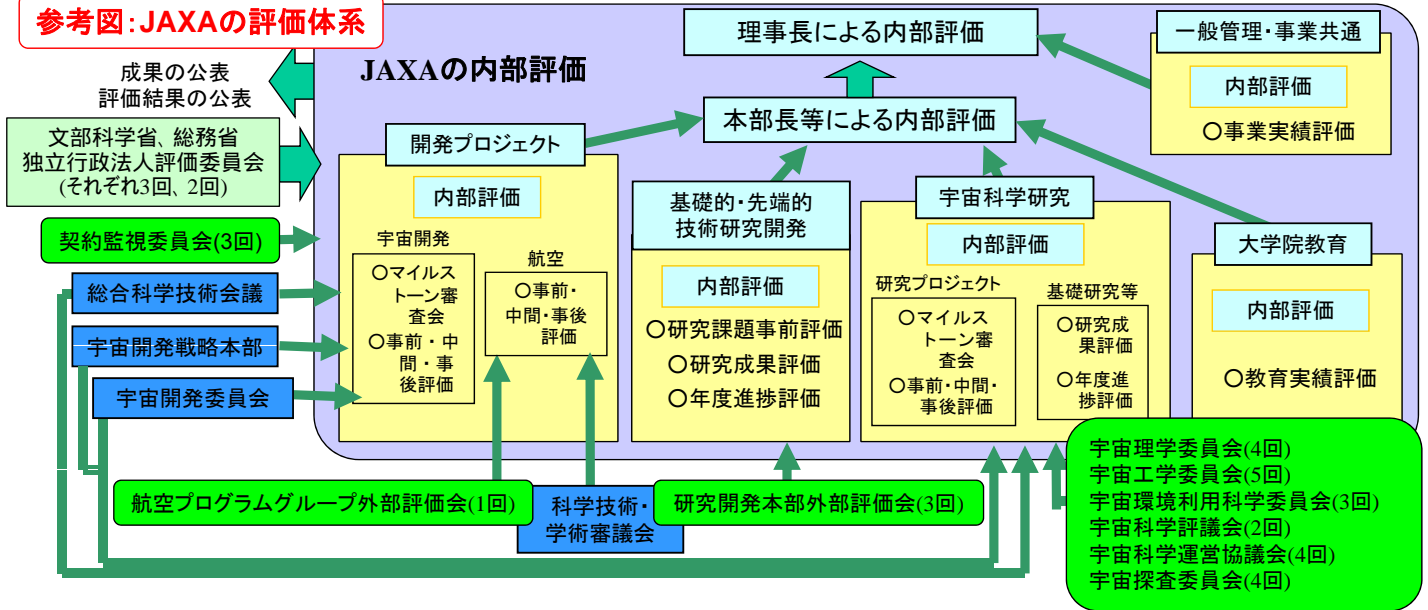 参考図：JAXAの評価体系
成果の公表
評価結果の公表
文部科学省、総務省
独立行政法人評価委員会
(それぞれ3回、2回)
契約監視委員会(3回)
総合科学技術会議
宇宙開発戦略本部
宇宙開発委員会
JAXAの内部評価
理事長による内部評価
本部長等による内部評価
一般管理・事業共通
内部評価
○事業実績評価
開発プロジェクト
内部評価
宇宙開発
○マイルス
トーン審
査会
○事前・中
間・事
後評価
航空
○事前・
中間・事後
評価
基礎的・先端的
技術研究開発
内部評価
○研究課題事前評価
○研究成果評価
○年度進捗評価
宇宙科学研究
内部評価
研究プロジェクト
○マイルス
トーン審
査会
○事前・中間・
事後評価
基礎研究等
○研究成
果評価
○年度進
捗評価
大学院教育
内部評価
○教育実績評価
航空プログラムグループ外部評価会(1回)
科学技術・
学術審議会
研究開発本部外部評価会(3回)
宇宙理学委員会(4回)
宇宙工学委員会(5回)
宇宙環境利用科学委員会(3回)
宇宙科学評議会(2回)
宇宙科学運営協議会(4回)
宇宙探査委員会(4回)